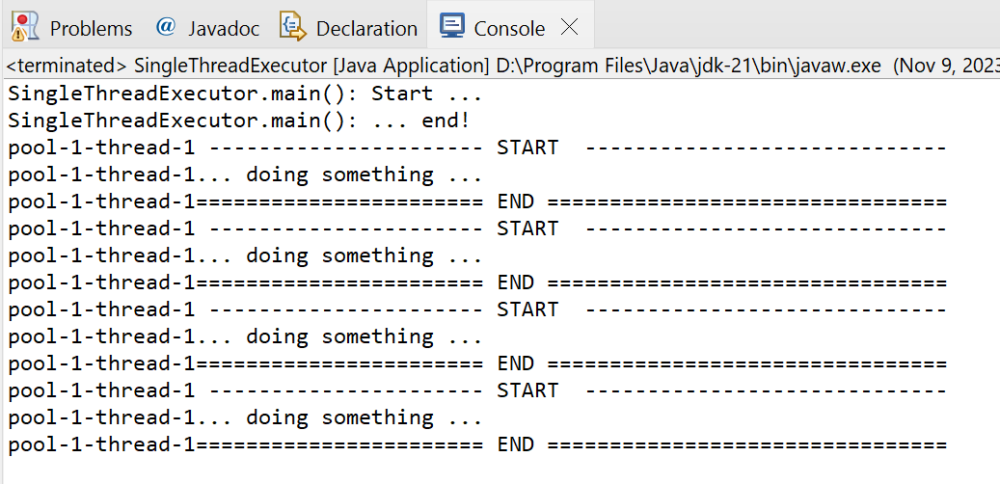 Problems @ Javadoc Declaration Console
<terminated> SingleThreadExecutor [Java Application] D:\Program Files\Java\jdk-21\bin\javaw.exe (Nov 9, 2023
SingleThreadExecutor.main(): Start ...
SingleThreadExecutor.main(): ... end!
pool-1-thread-1 ---------------------- START  -----------------------------
pool-1-thread-1... doing something ...
pool-1-thread-1======================= END ================================
pool-1-thread-1 ---------------------- START  -----------------------------
pool-1-thread-1... doing something ...
pool-1-thread-1======================= END ================================
pool-1-thread-1 ---------------------- START  -----------------------------
pool-1-thread-1... doing something ...
pool-1-thread-1======================= END ================================
pool-1-thread-1 ---------------------- START  -----------------------------
pool-1-thread-1... doing something ...
pool-1-thread-1======================= END ================================